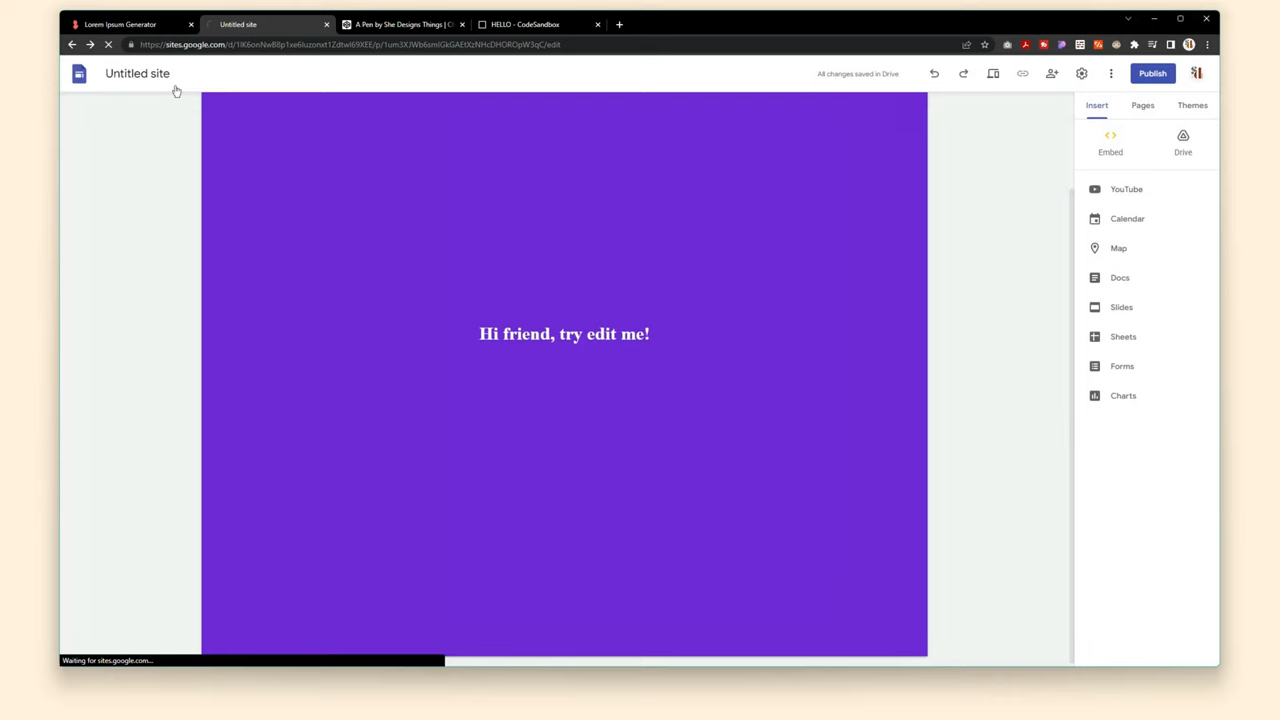 Lorem Ipsum Generator
Untitled site
A Pen by She Designs Things | C
HELLO - CodeSandbox
Untitled site
All changes saved in Drive
Publish
Insert
Pages
Themes
Embed
Drive
YouTube
Calendar
Map
Docs
Slides
Sheets
Forms
Charts
Hi friend, try edit me!
Waiting for sites.google.com...